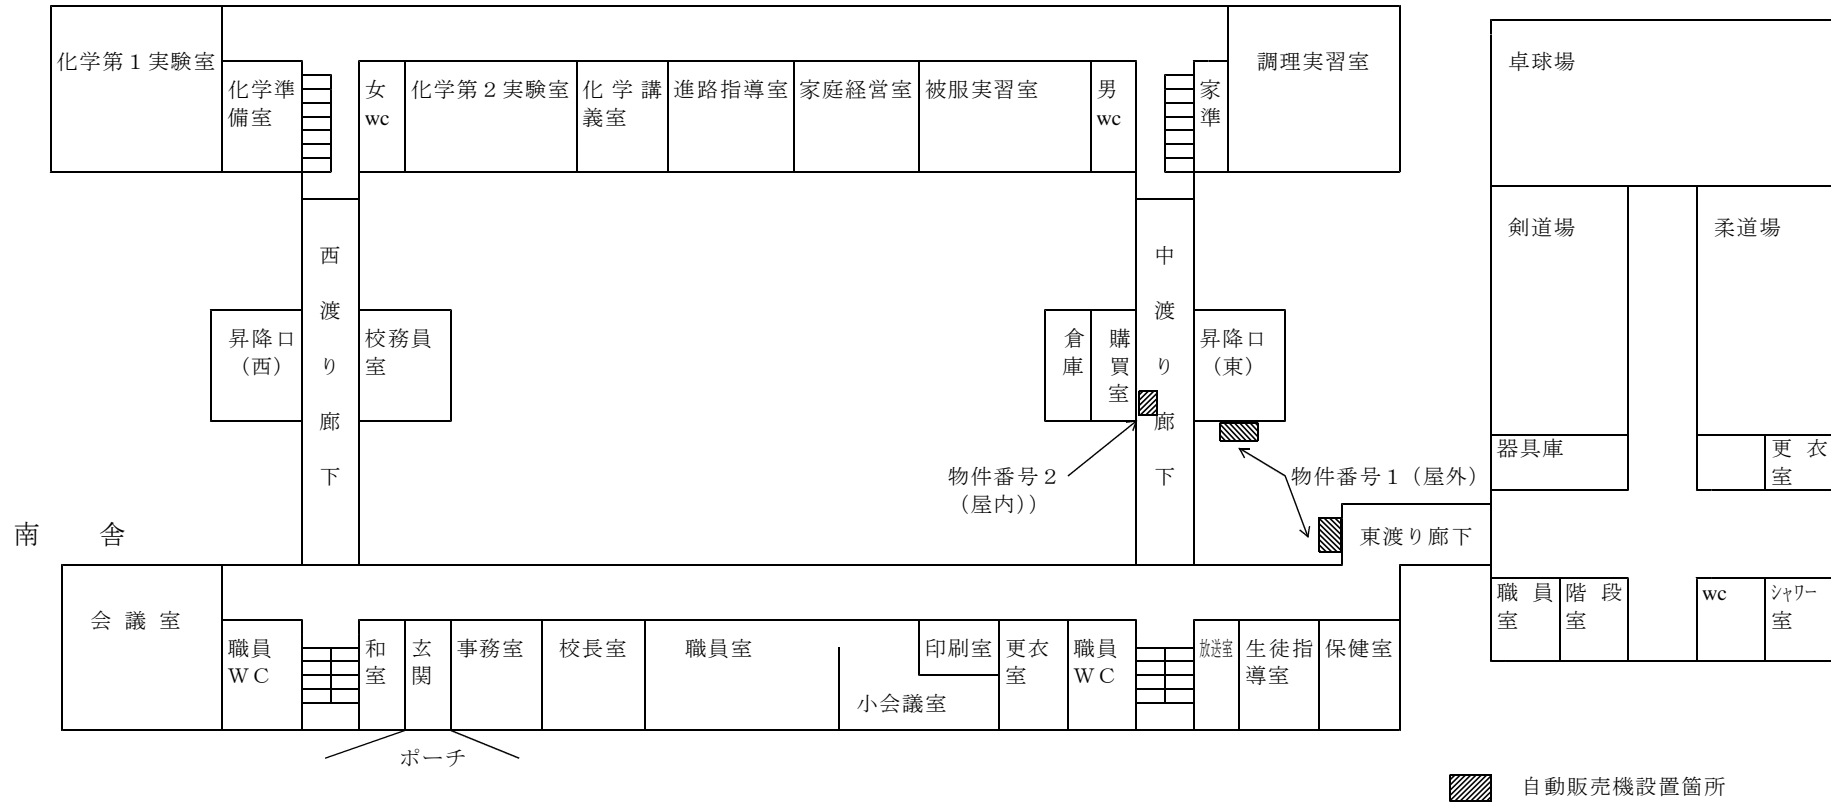 化学第１実験室
調理実習室
卓球場
化学準
備室
女
wc
化学第２実験室
化学講
義室
進路指導室
家庭経営室
被服実習室
男
wc
家
準
西渡り廊下
中渡り廊下
剣道場
柔道場
昇降口
（西）
校務員
室
倉庫
購買室
昇降口
（東）
器具庫
更衣
室
物件番号２
（屋内））
物件番号１（屋外）
南　舎
東渡り廊下
会議室
職員
ＷＣ
和
室
玄
関
事務室
校長室
職員室
印刷室
小会議室
更衣
室
職員
ＷＣ
放送室
生徒指
導室
保健室
職員
室
階段
室
wc
ｼｬﾜｰ
室
ポーチ
自動販売機設置箇所